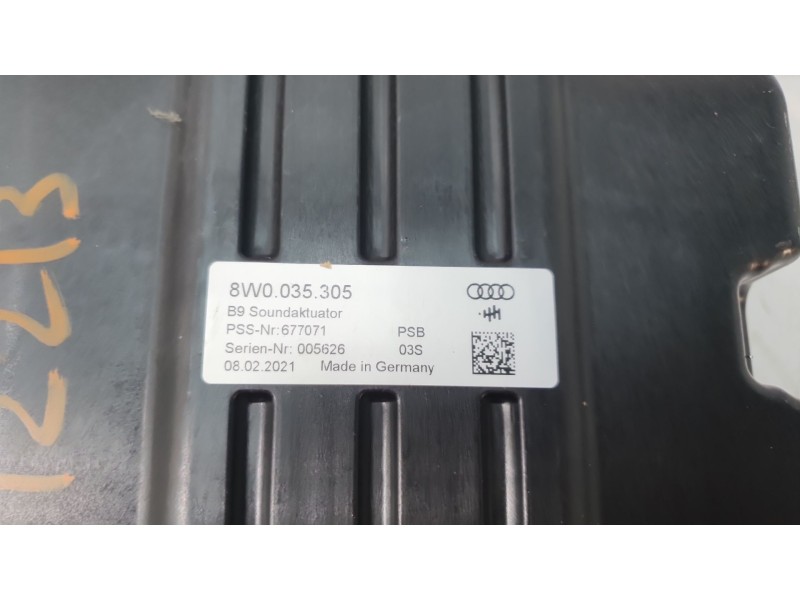 12213
8W0.035.305
B9 Soundaktuator
PSS-Nr:677071 PSB
Serien-Nr: 005626 03S
08.02.2021 Made in Germany